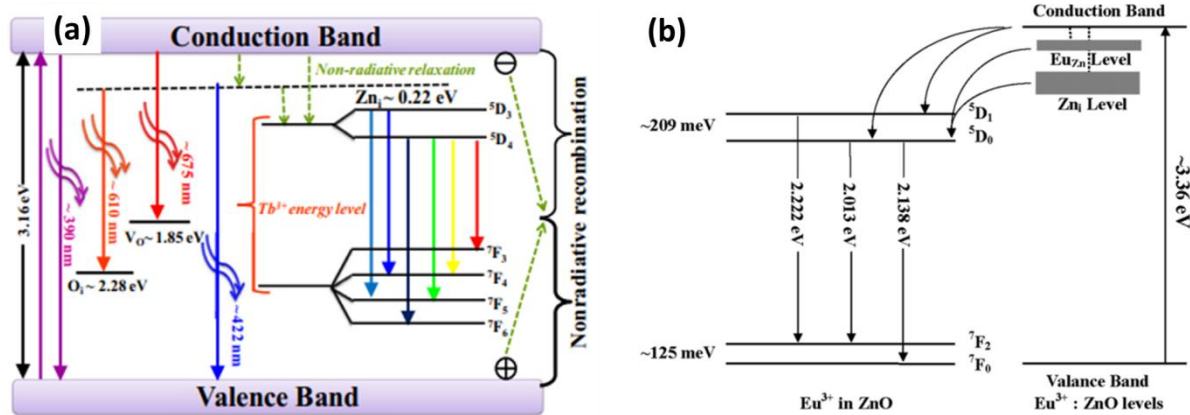 (a)
Conduction Band
Non-radiative relaxation
Znᵢ ~ 0.22 eV
⁵D₃
⁵D₄
3.16 eV
~390 nm
~610 nm
~675 nm
~422 nm
Tb³⁺ energy level
V_O ~ 1.85 eV
Oᵢ ~ 2.28 eV
⁷F₃
⁷F₄
⁷F₅
⁷F₆
Valence Band
Nonradiative recombination
(b)
Conduction Band
Eu_Zn Level
Znᵢ Level
~209 meV
⁵D₁
⁵D₀
2.222 eV
2.013 eV
2.138 eV
~3.36 eV
~125 meV
⁷F₂
⁷F₀
Valance Band
Eu³⁺ in ZnO
Eu³⁺ : ZnO levels